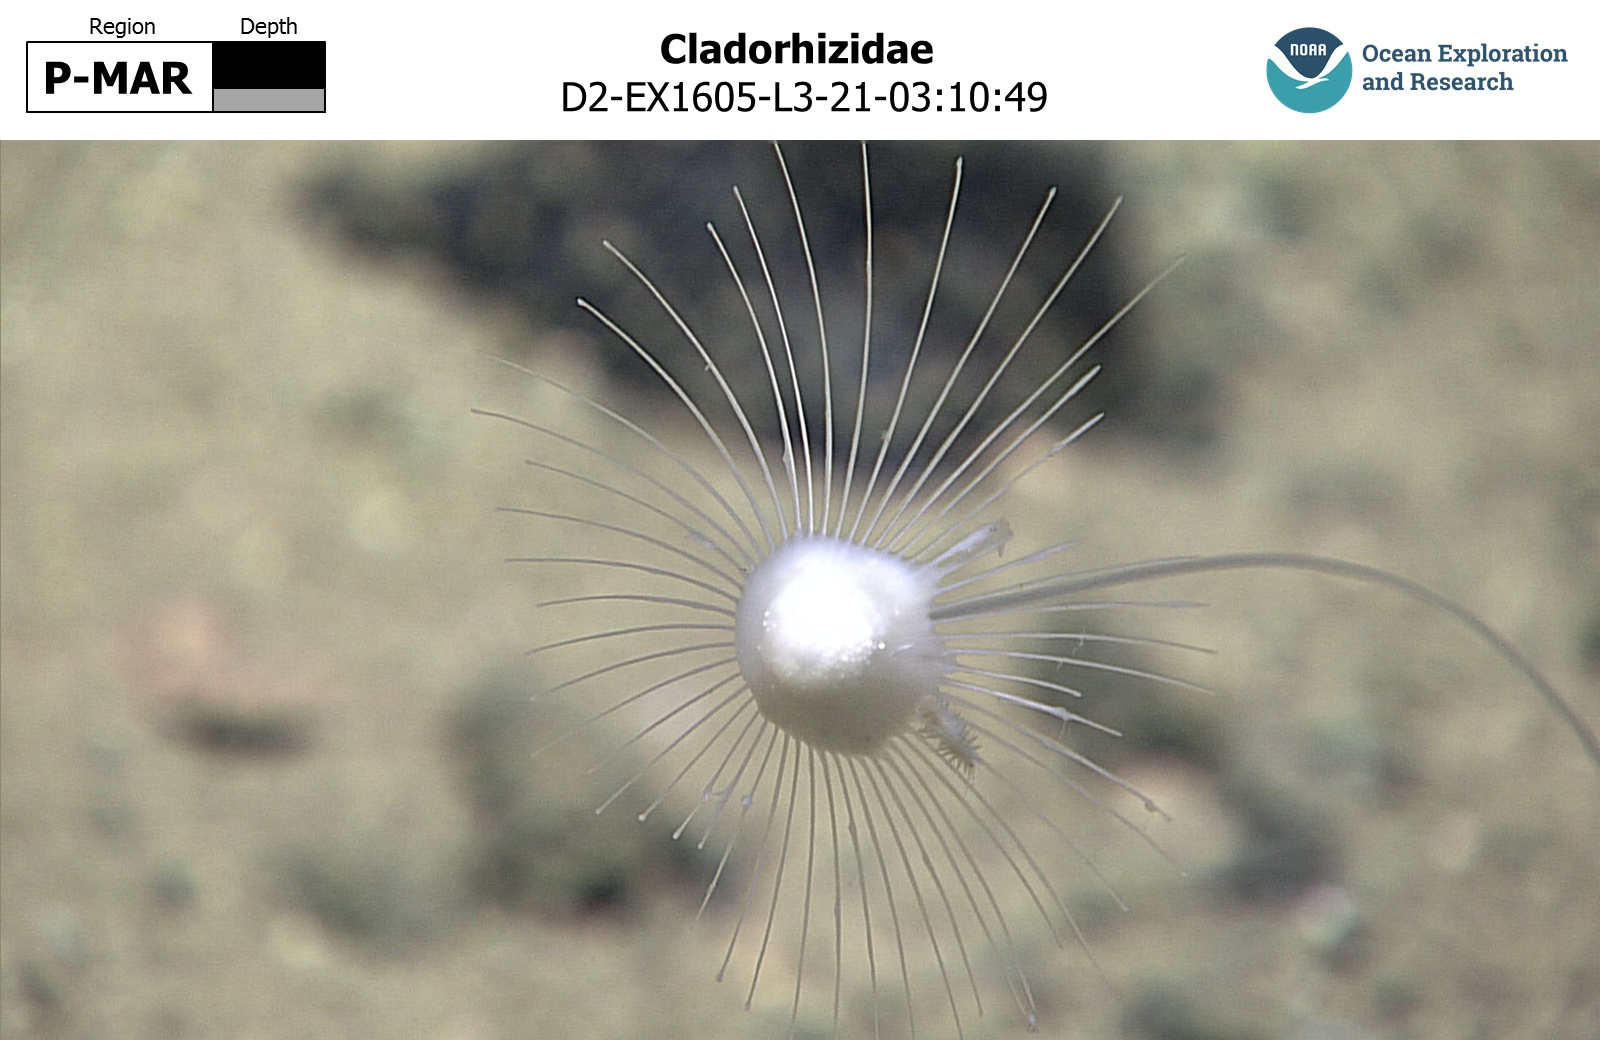 Region
Depth
P-MAR
Cladorhizidae
D2-EX1605-L3-21-03:10:49
NOAA
Ocean Exploration
and Research